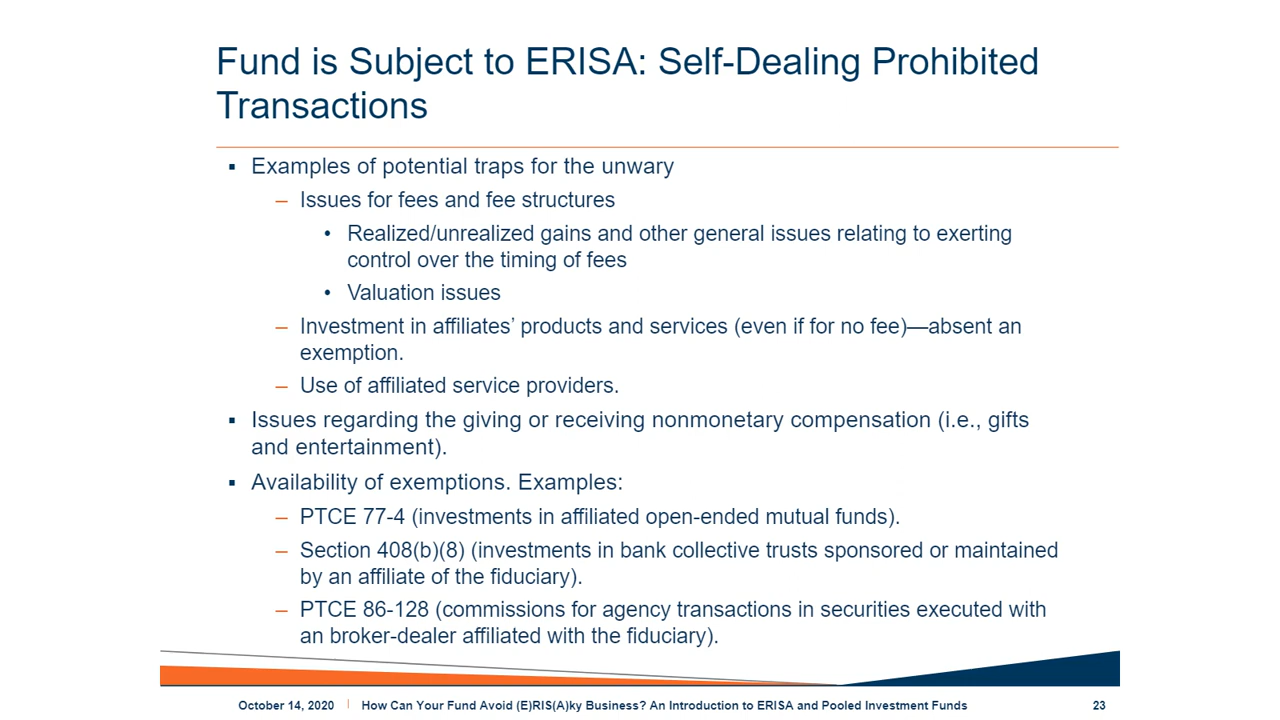 Fund is Subject to ERISA: Self-Dealing Prohibited
Transactions
▪ Examples of potential traps for the unwary
– Issues for fees and fee structures
• Realized/unrealized gains and other general issues relating to exerting
control over the timing of fees
• Valuation issues
– Investment in affiliates’ products and services (even if for no fee)—absent an
exemption.
– Use of affiliated service providers.
▪ Issues regarding the giving or receiving nonmonetary compensation (i.e., gifts
and entertainment).
▪ Availability of exemptions. Examples:
– PTCE 77-4 (investments in affiliated open-ended mutual funds).
– Section 408(b)(8) (investments in bank collective trusts sponsored or maintained
by an affiliate of the fiduciary).
– PTCE 86-128 (commissions for agency transactions in securities executed with
an broker-dealer affiliated with the fiduciary).
October 14, 2020 | How Can Your Fund Avoid (E)RIS(A)ky Business? An Introduction to ERISA and Pooled Investment Funds 23